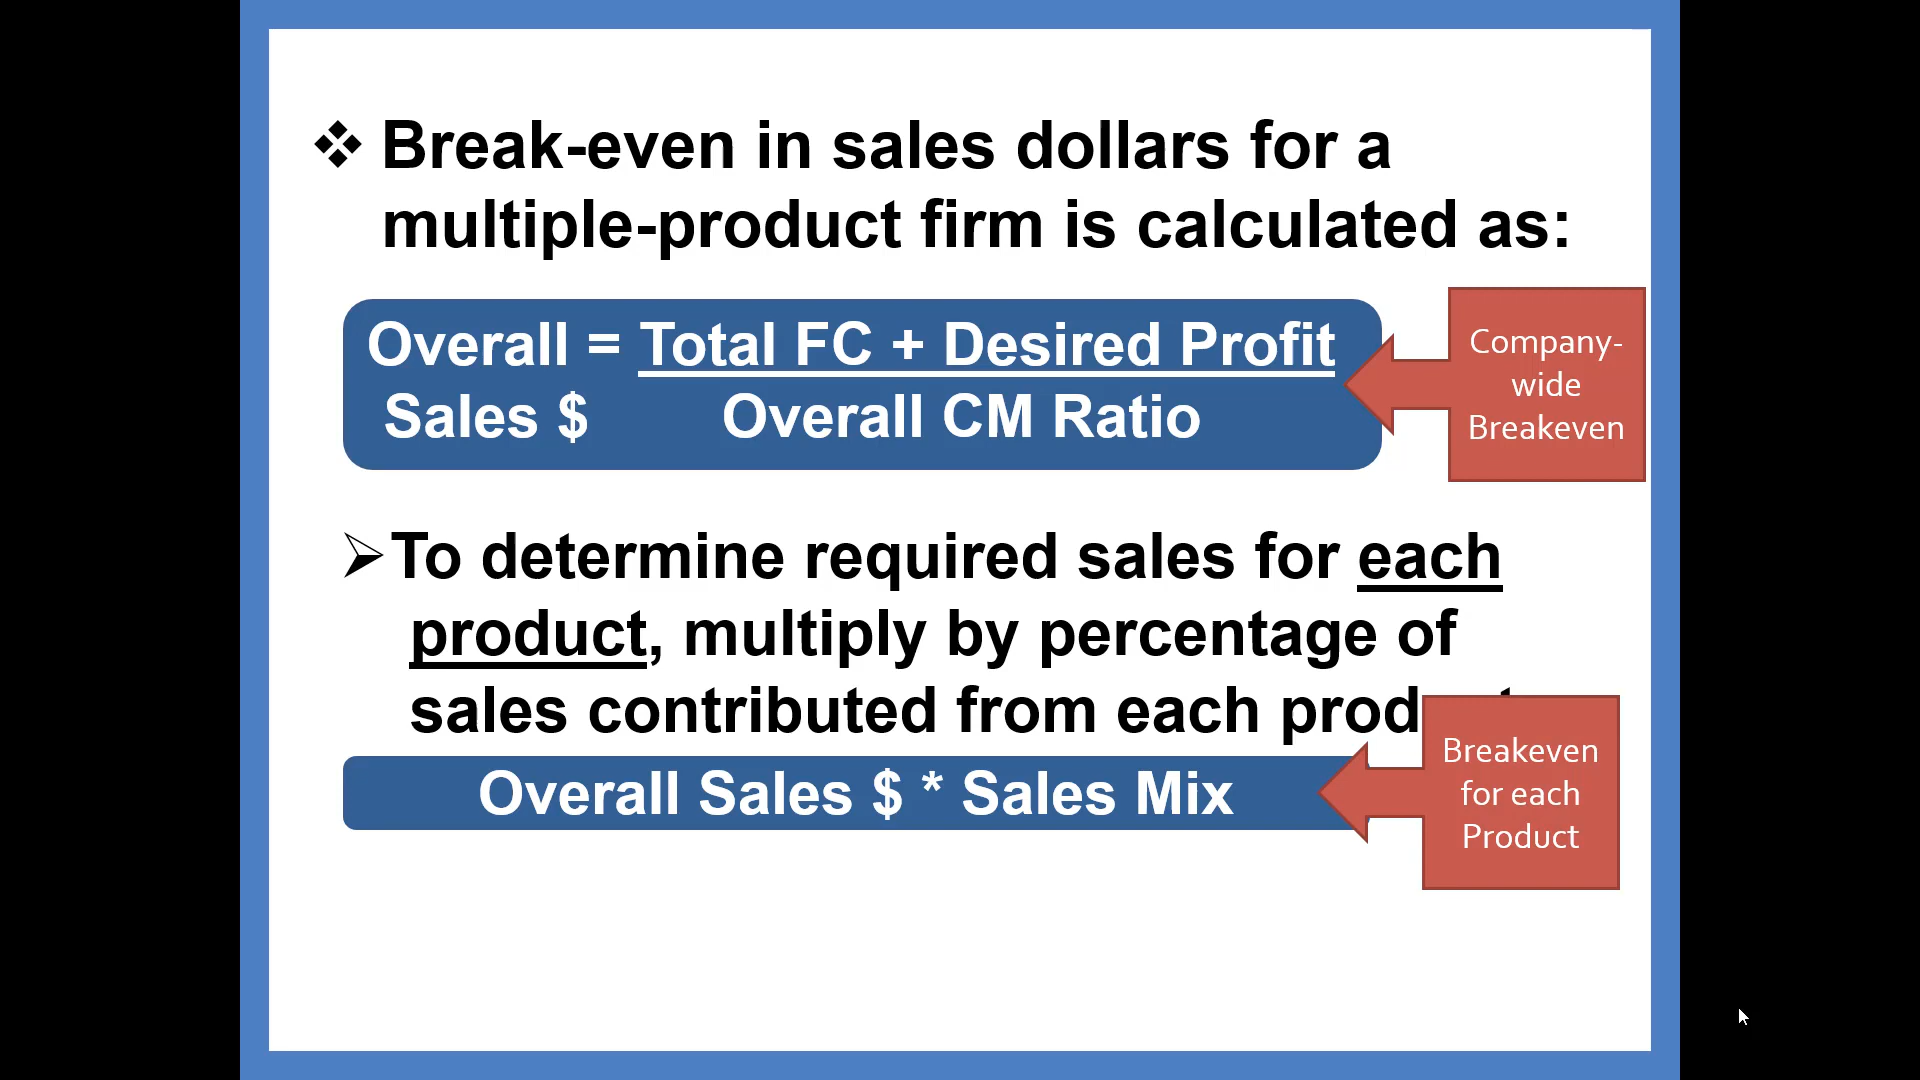 Break-even in sales dollars for a
multiple-product firm is calculated as:
Overall = Total FC + Desired Profit
Sales $ Overall CM Ratio
Company-
wide
Breakeven
To determine required sales for each
product, multiply by percentage of
sales contributed from each
Overall Sales $ * Sales Mix
Breakeven
for each
Product